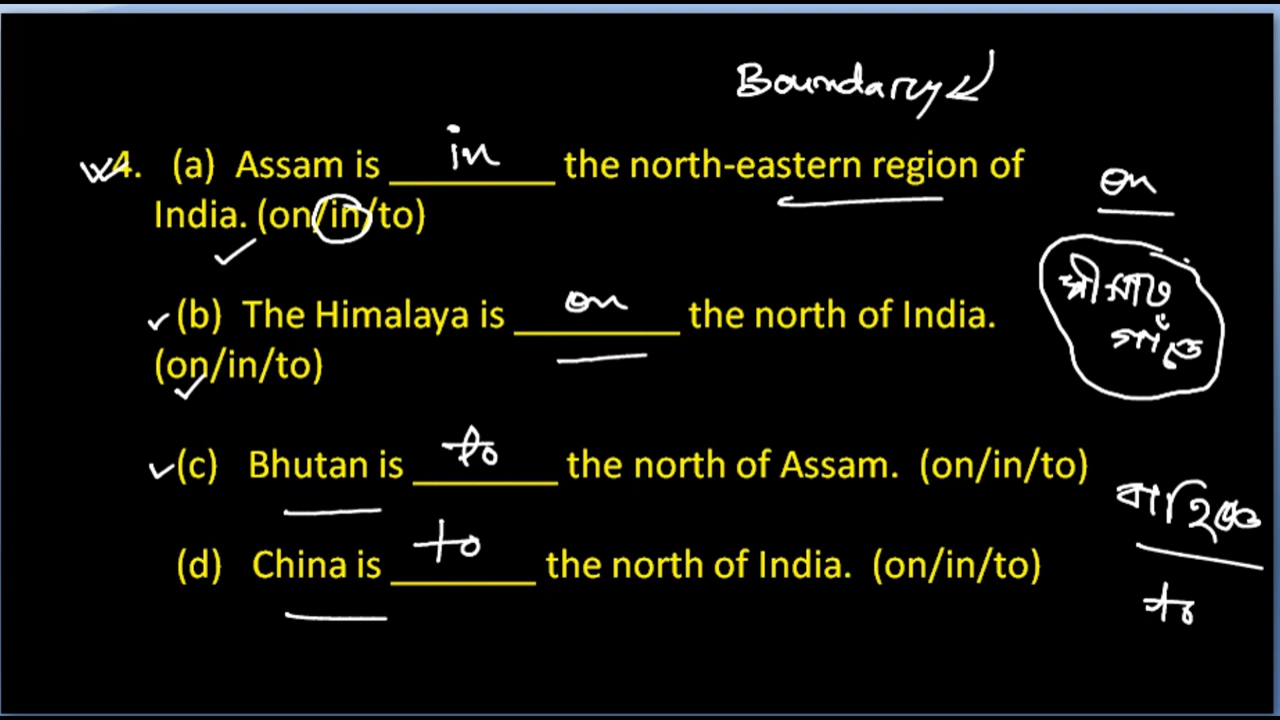 Boundary
4. (a) Assam is in the north-eastern region of
India. (on/in/to)
on
(b) The Himalaya is on the north of India.
(on/in/to)
(c) Bhutan is to the north of Assam. (on/in/to)
(d) China is to the north of India. (on/in/to)
to